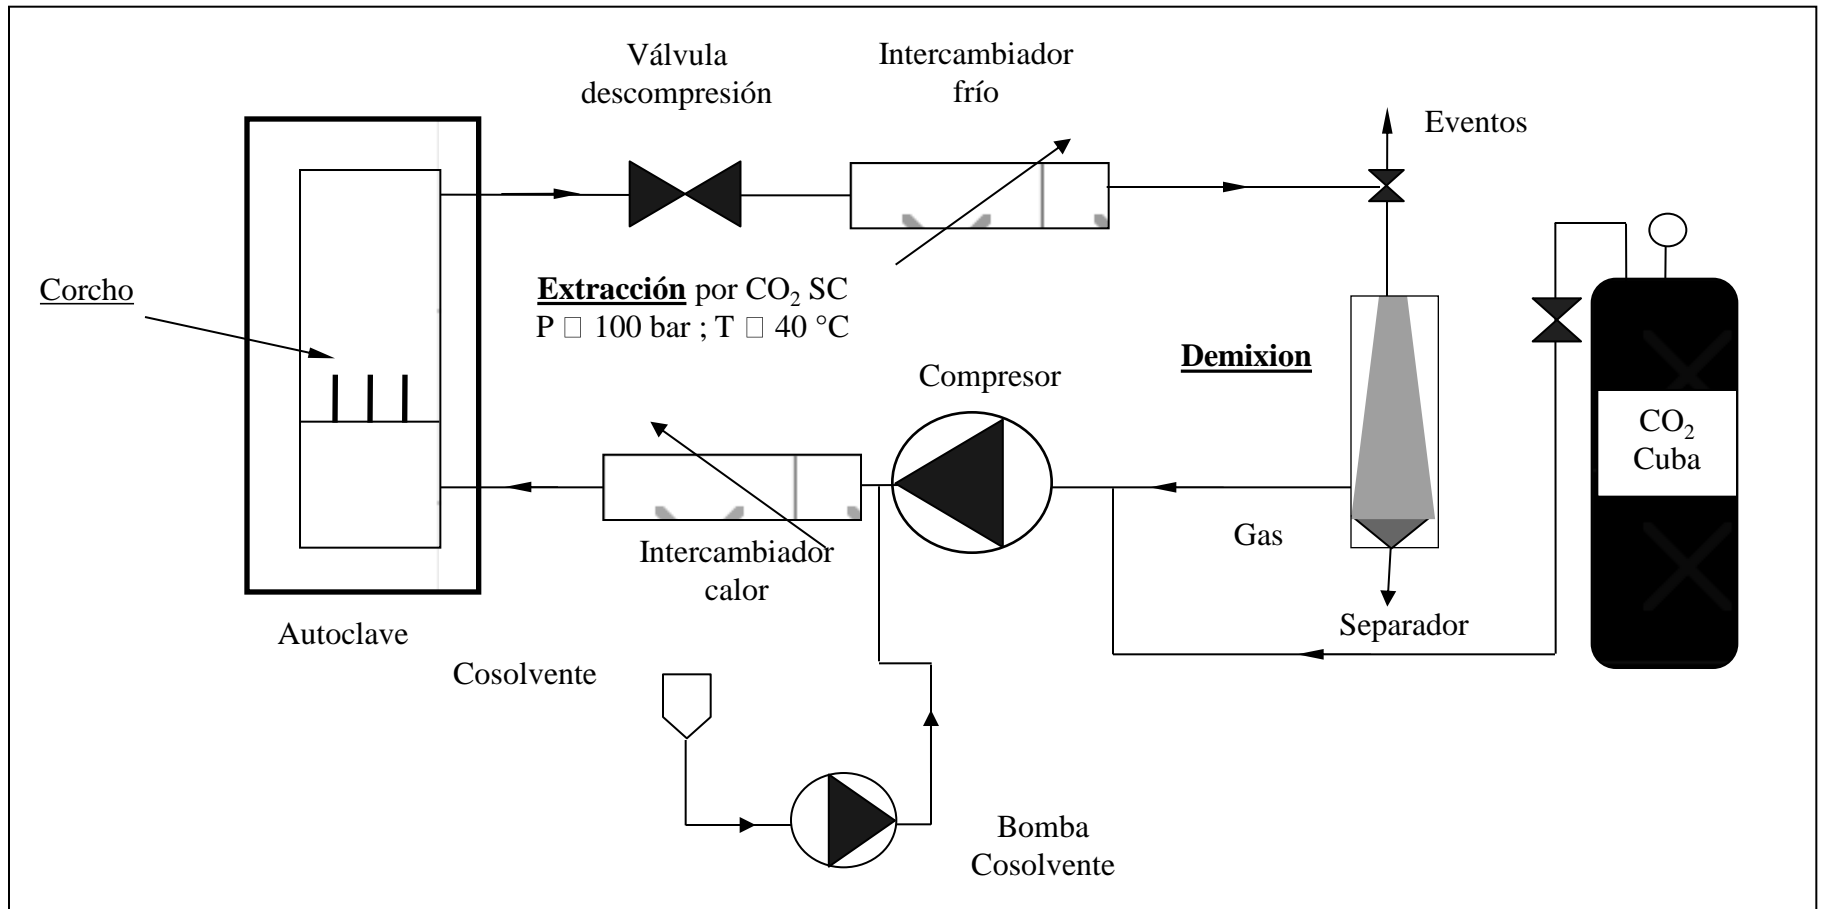 Válvula
descompresión
Intercambiador
frío
Eventos
Corcho
Extracción por CO₂ SC
P □ 100 bar ; T □ 40 °C
Demixion
Compresor
CO₂
Cuba
Gas
Intercambiador
calor
Separador
Autoclave
Cosolvente
Bomba
Cosolvente